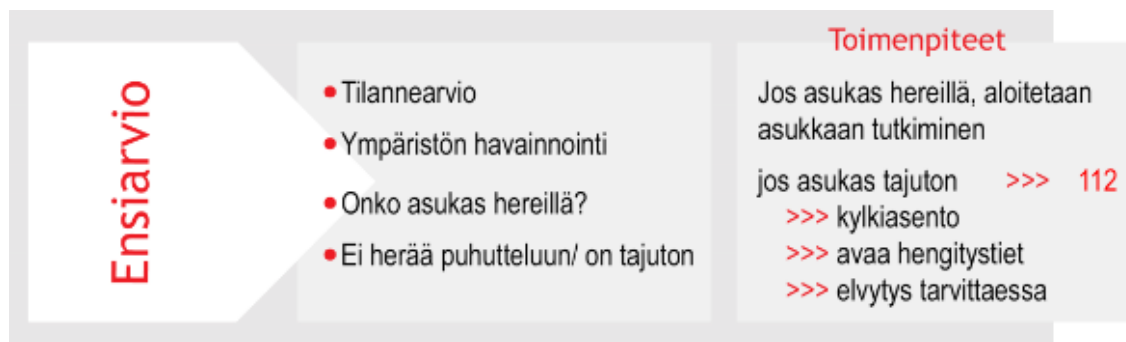 Ensiarvio
• Tilannearvio
• Ympäristön havainnointi
• Onko asukas hereillä?
• Ei herää puhutteluun/ on tajuton
Toimenpiteet
Jos asukas hereillä, aloitetaan
asukkaan tutkiminen
jos asukas tajuton >>> 112
>>> kylkiasento
>>> avaa hengitystiet
>>> elvytys tarvittaessa